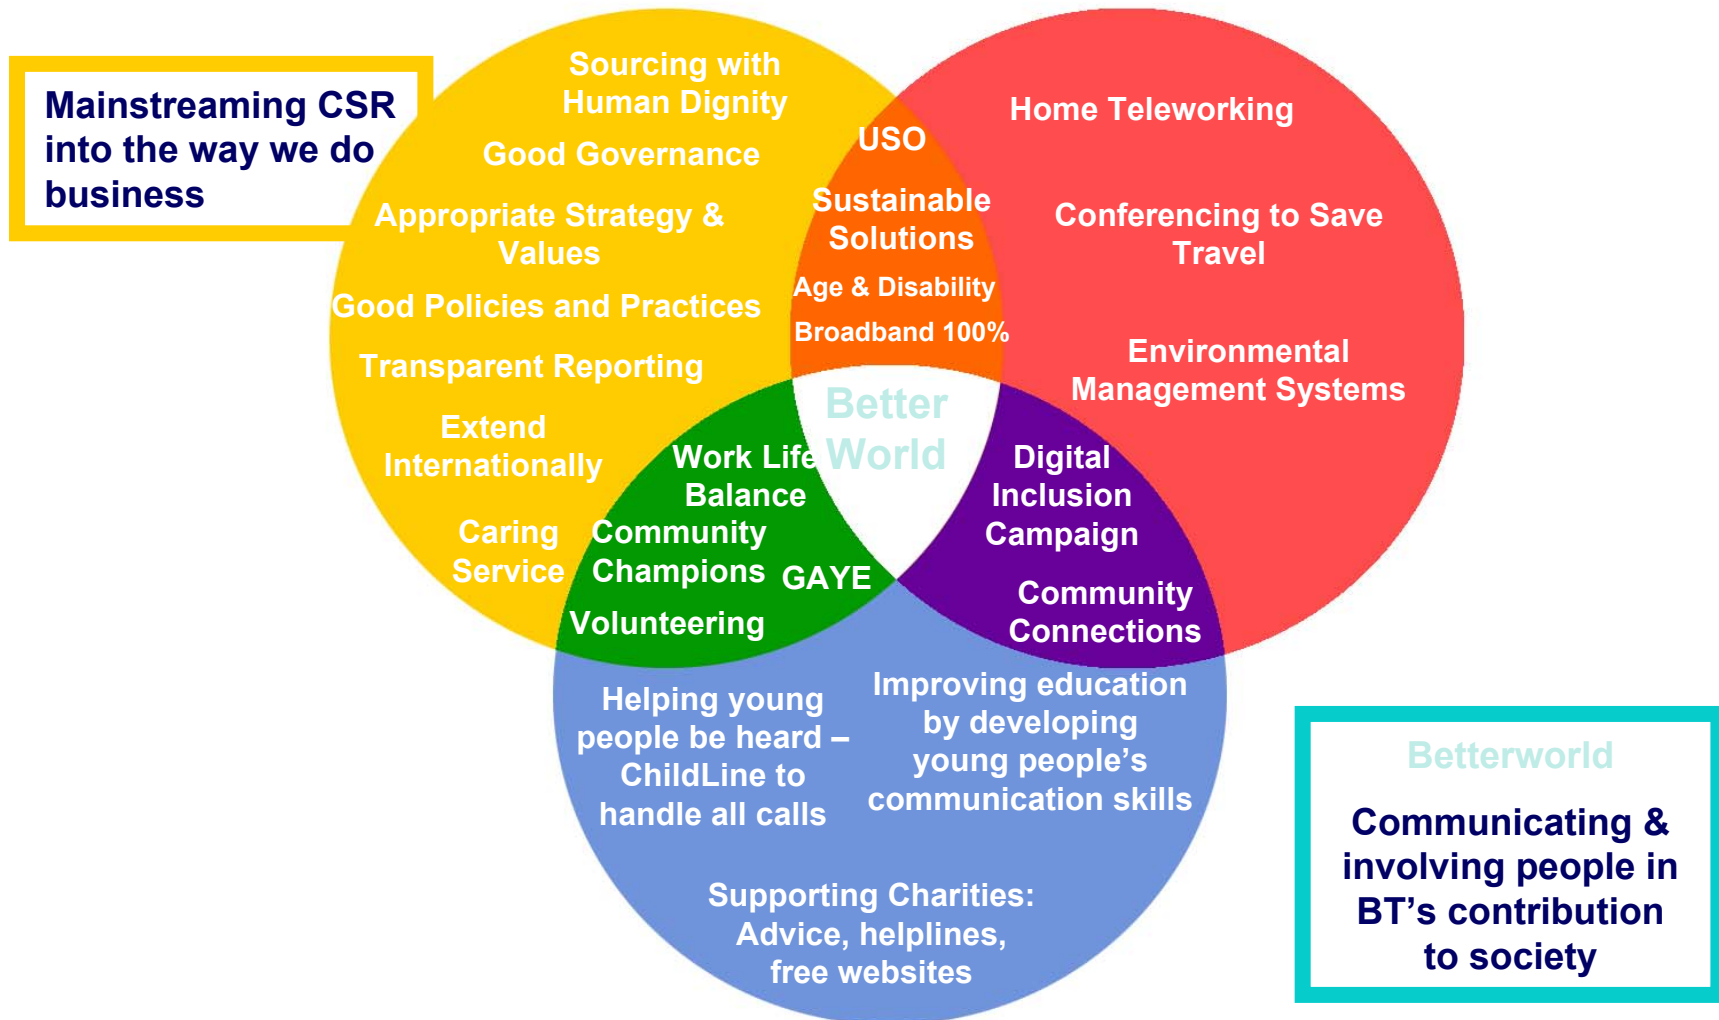 Mainstreaming CSR
into the way we do
business
Sourcing with
Human Dignity
Good Governance
Appropriate Strategy &
Values
Good Policies and Practices
Transparent Reporting
Extend
Internationally
Caring
Service
USO
Sustainable
Solutions
Age & Disability
Broadband 100%
Home Teleworking
Conferencing to Save
Travel
Environmental
Management Systems
Better
World
Work Life
Balance
Community
Champions
GAYE
Volunteering
Digital
Inclusion
Campaign
Community
Connections
Helping young
people be heard –
ChildLine to
handle all calls
Improving education
by developing
young people’s
communication skills
Supporting Charities:
Advice, helplines,
free websites
Betterworld
Communicating &
involving people in
BT’s contribution
to society